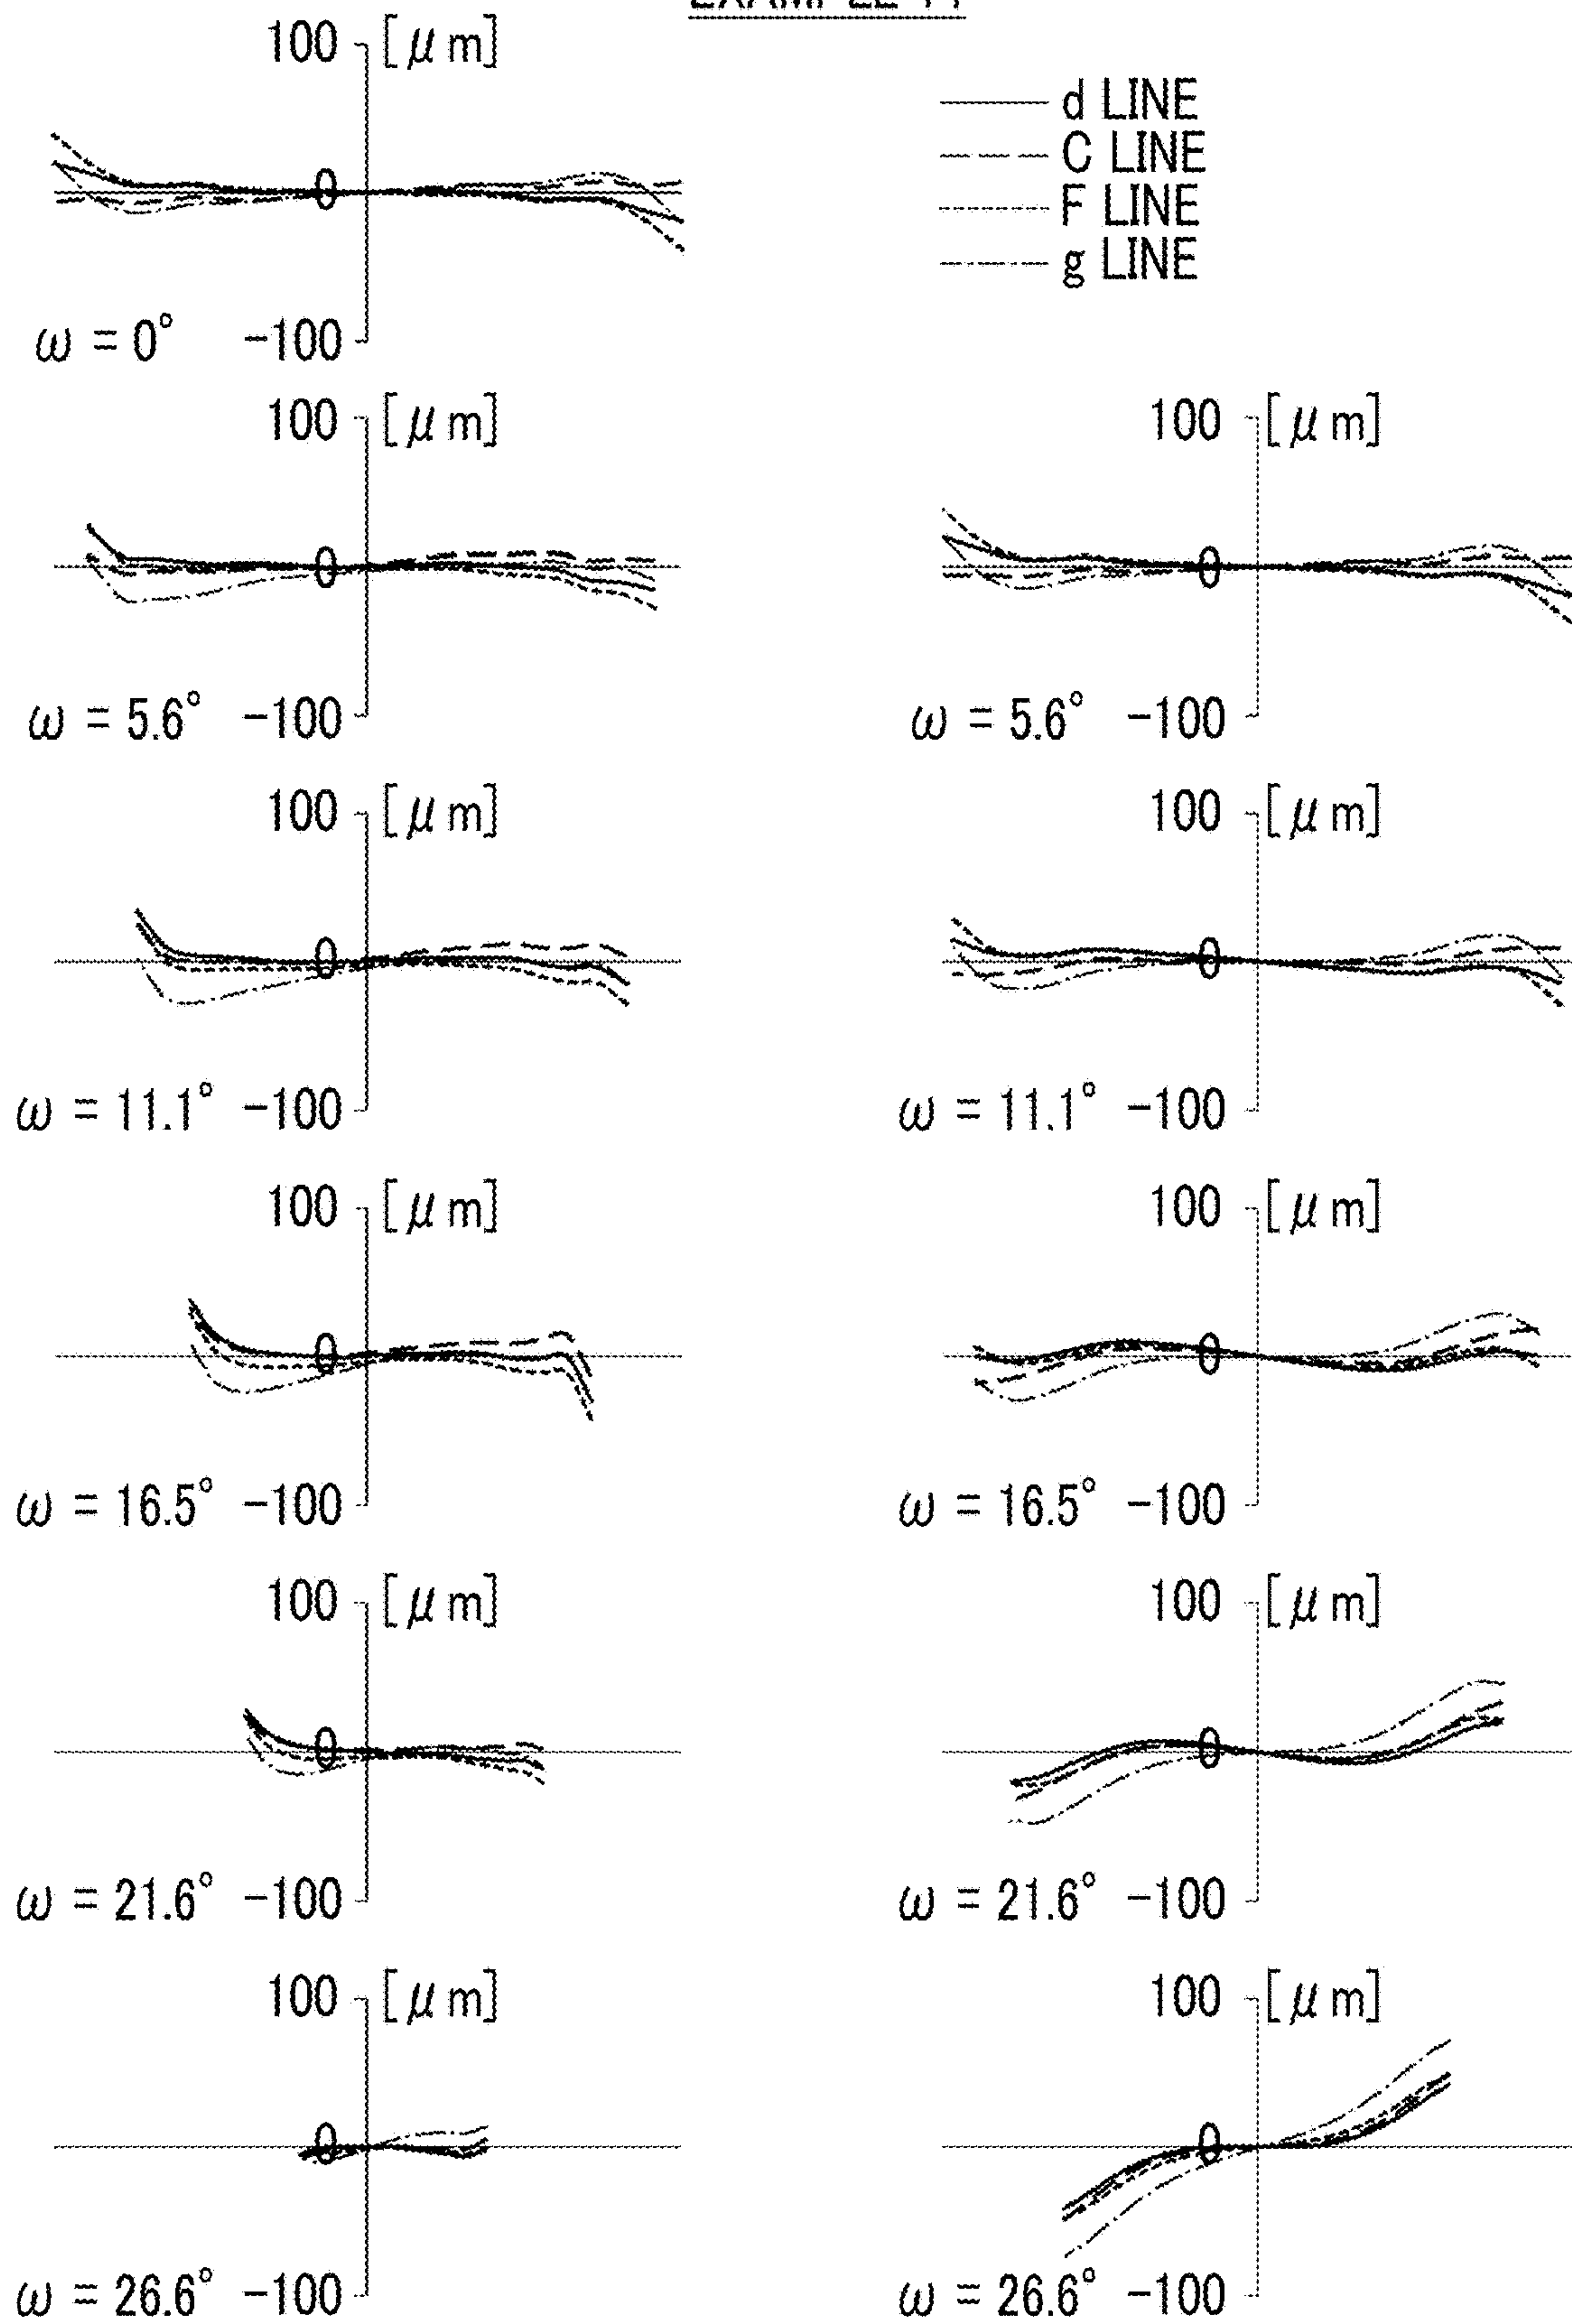 100 [μm]
d LINE
C LINE
F LINE
g LINE
0
ω = 0° -100
100 [μm] 100 [μm]
0 0
ω = 5.6° -100 ω = 5.6° -100
100 [μm] 100 [μm]
0 0
ω = 11.1° -100 ω = 11.1° -100
100 [μm] 100 [μm]
0 0
ω = 16.5° -100 ω = 16.5° -100
100 [μm] 100 [μm]
0 0
ω = 21.6° -100 ω = 21.6° -100
100 [μm] 100 [μm]
0 0
ω = 26.6° -100 ω = 26.6° -100